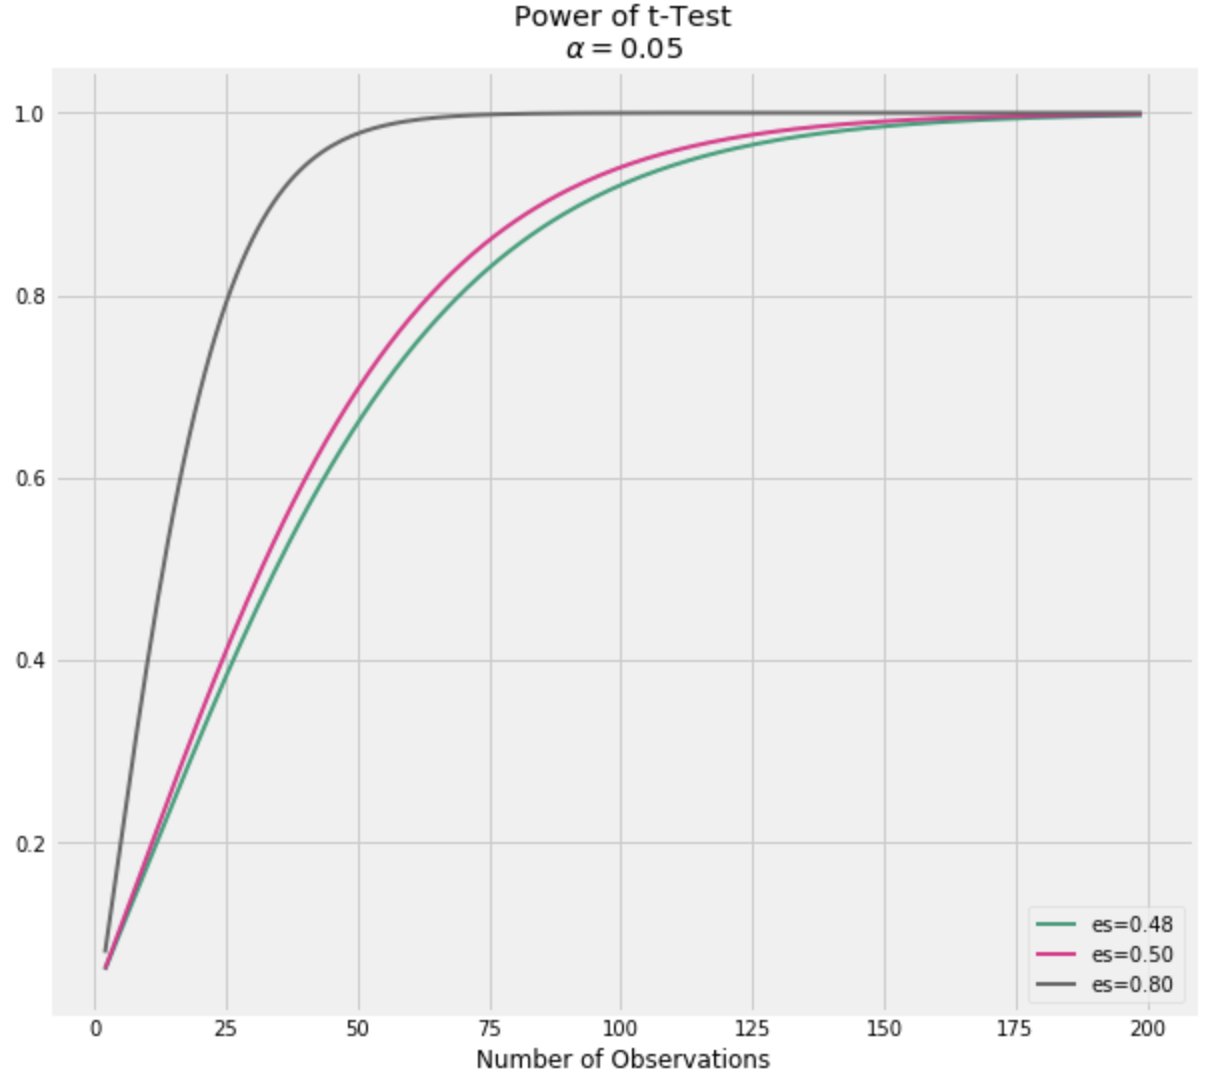 Power of t-Test
α = 0.05
1.0
0.8
0.6
0.4
0.2
es=0.48
es=0.50
es=0.80
0 25 50 75 100 125 150 175 200
Number of Observations